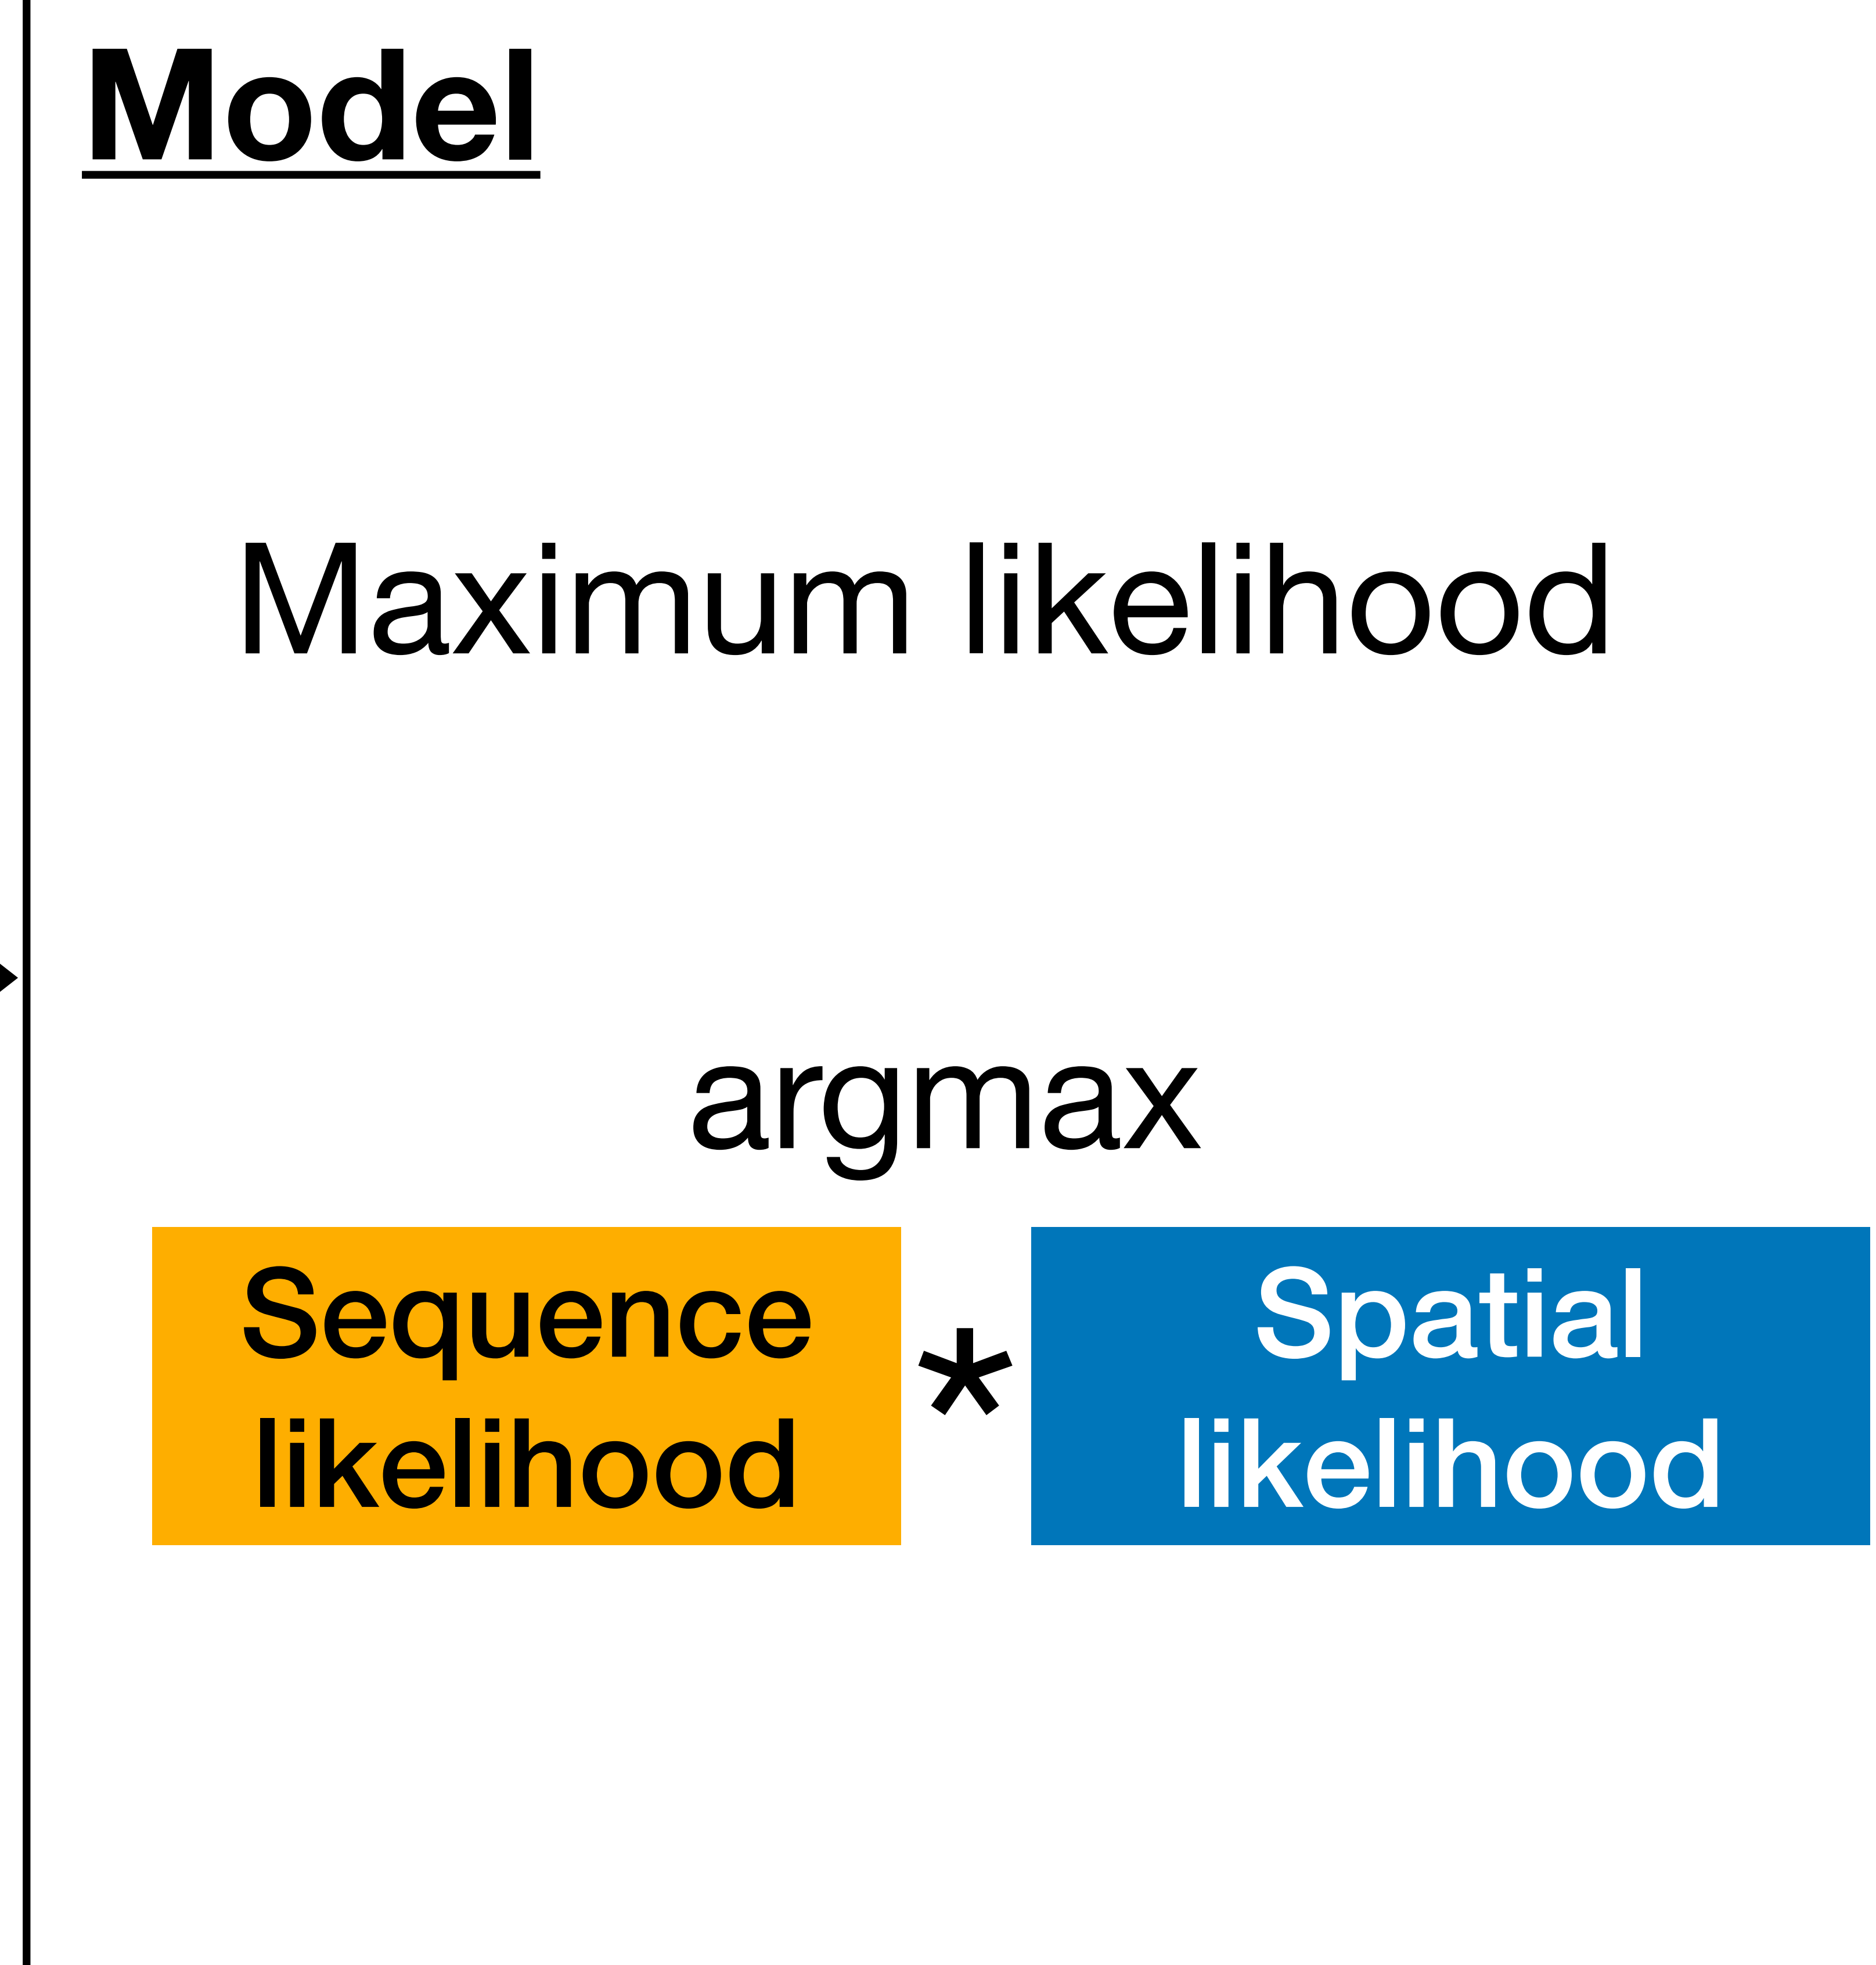 Model
Maximum likelihood
argmax
Sequence
likelihood
*
Spatial
likelihood